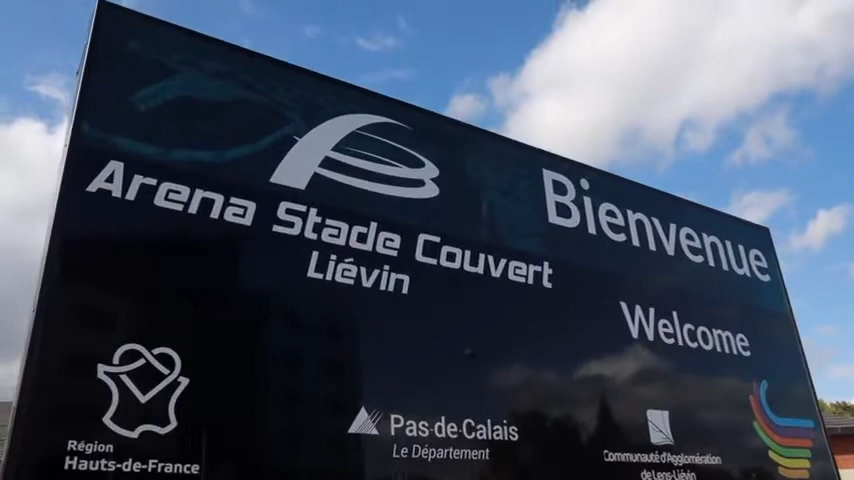 Arena Stade Couvert
Liévin
Bienvenue
Welcome
Région
Hauts-de-France
Pas-de-Calais
Le Département
Communauté d'Agglomération
de Lens-Liévin